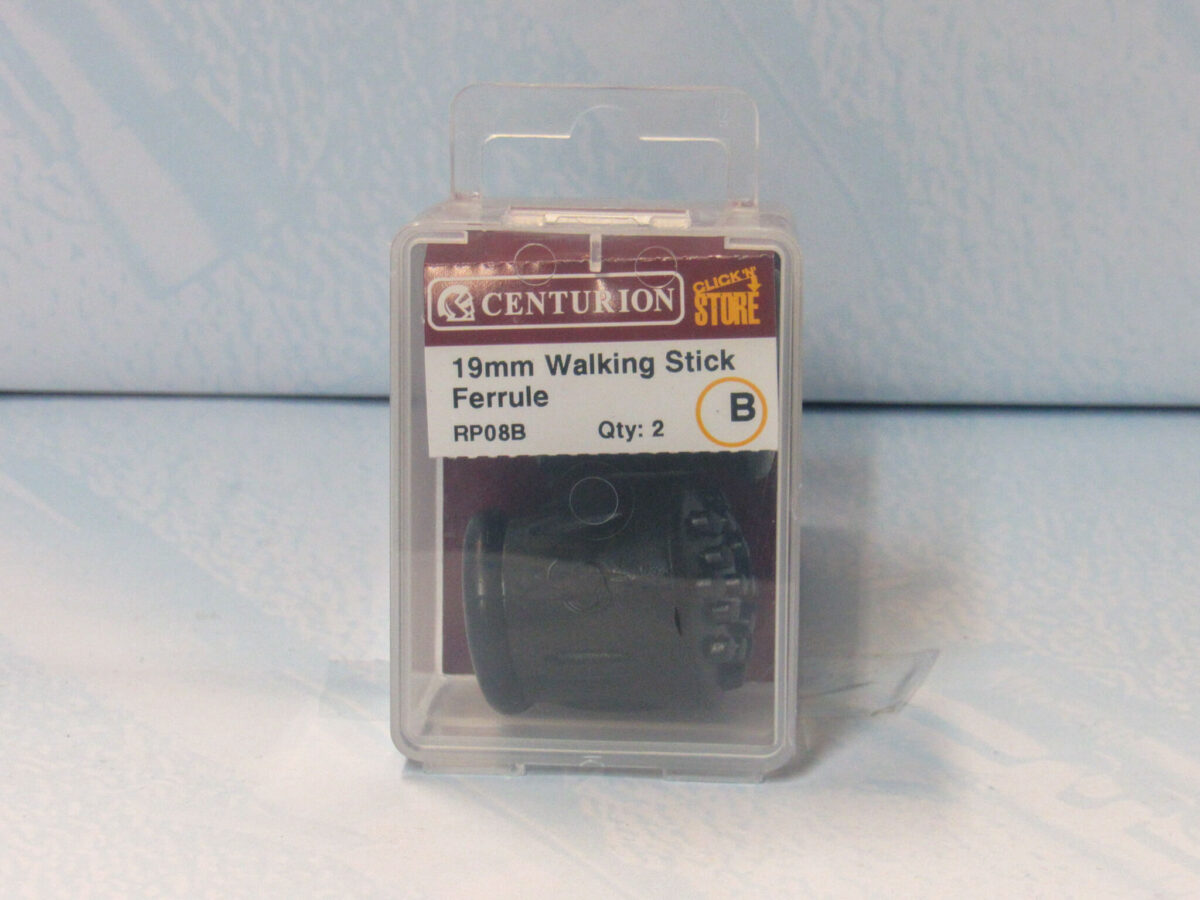 CENTURION
CLICK 'N'
STORE
19mm Walking Stick
Ferrule
B
RP08B Qty: 2